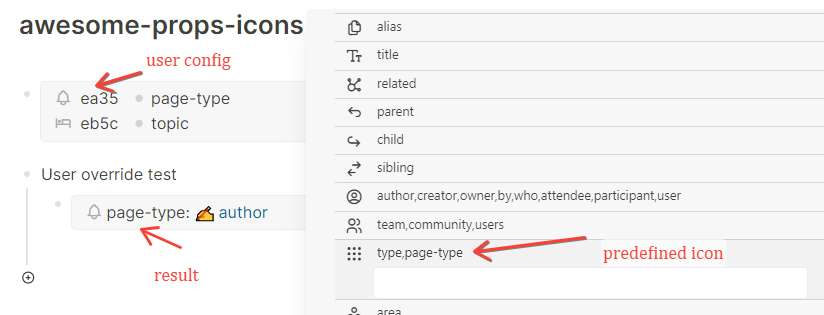 awesome-props-icons
user config
ea35 page-type
eb5c topic
User override test
page-type: ✍ author
result
alias
title
related
parent
child
sibling
author,creator,owner,by,who,attendee,participant,user
team,community,users
type,page-type
predefined icon
area